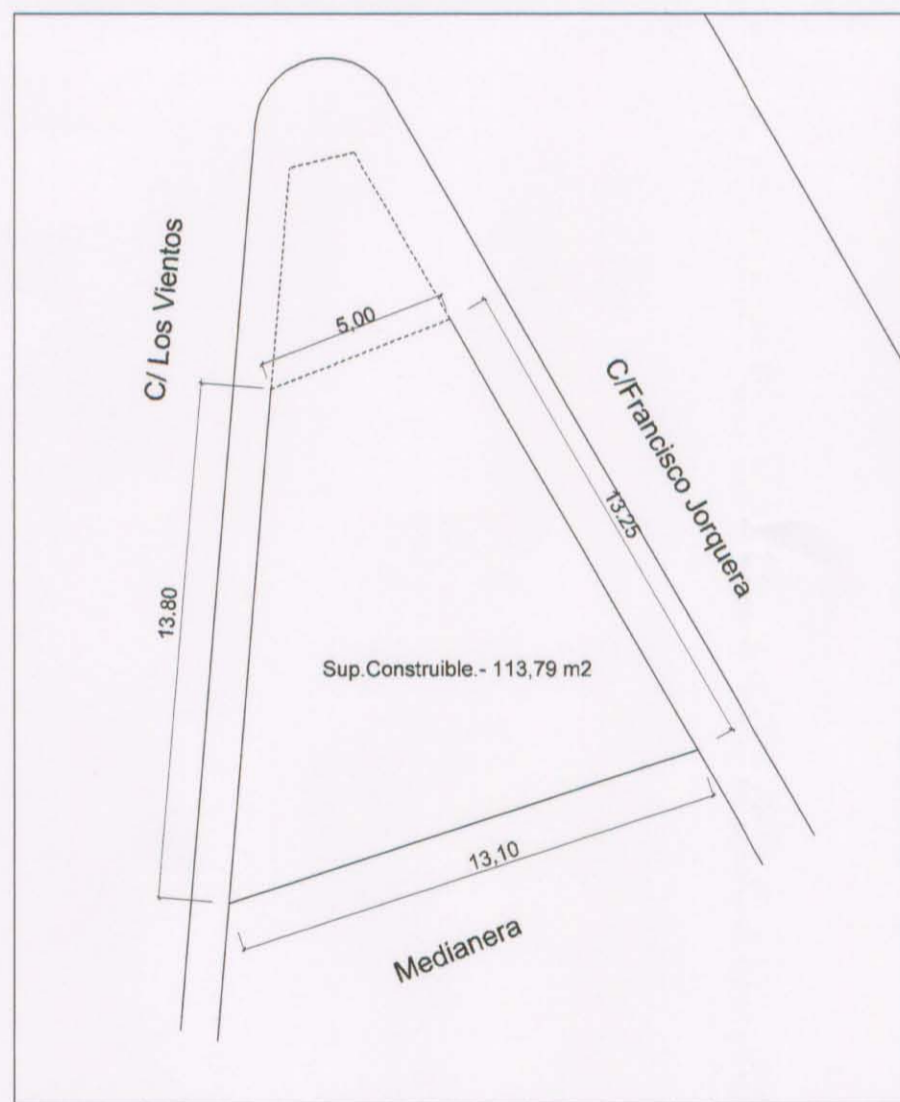 C/ Los Vientos
5,00
C/Francisco Jorquera
13.25
13.80
Sup.Construible.- 113,79 m2
13,10
Medianera